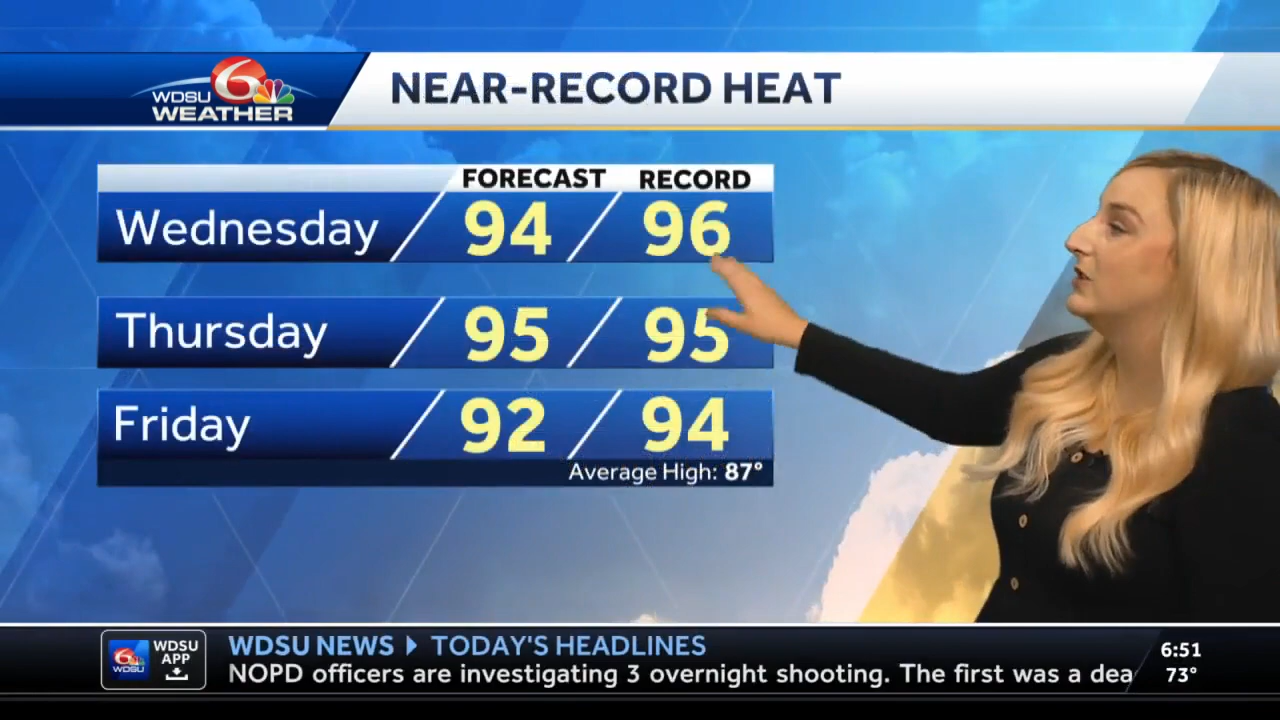 WDSU 6
WEATHER
NEAR-RECORD HEAT
FORECAST RECORD
Wednesday 94 96
Thursday 95 95
Friday 92 94
Average High: 87°
6
WDSU
WDSU
APP
WDSU NEWS TODAY'S HEADLINES
NOPD officers are investigating 3 overnight shooting. The first was a dea
6:51
73°